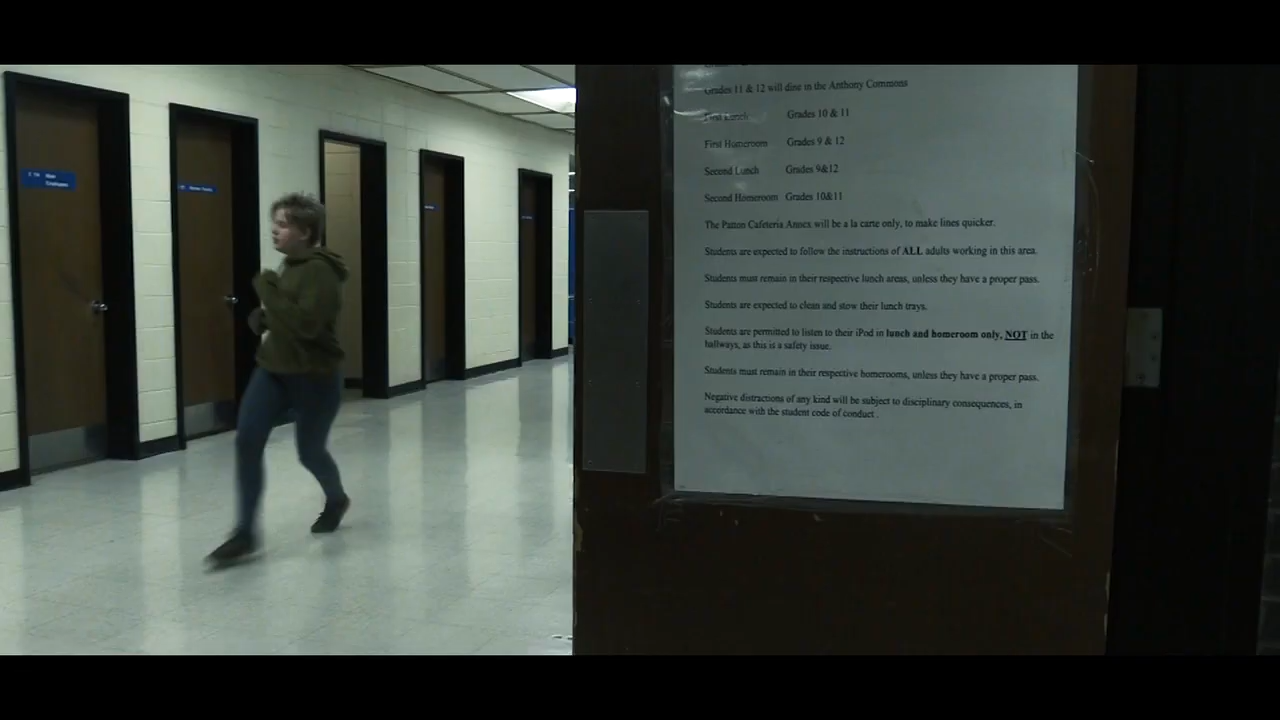 Grades 11 & 12 will dine in the Anthony Commons
First Lunch Grades 10 & 11
First Homeroom Grades 9 & 12
Second Lunch Grades 9&12
Second Homeroom Grades 10&11
The Patton Cafeteria Annex will be a la carte only, to make lines quicker.
Students are expected to follow the instructions of ALL adults working in this area.
Students must remain in their respective lunch areas, unless they have a proper pass.
Students are expected to clean and stow their lunch trays.
Students are permitted to listen to their iPod in lunch and homeroom only, NOT in the
hallways, as this is a safety issue.
Students must remain in their respective homerooms, unless they have a proper pass.
Negative distractions of any kind will be subject to disciplinary consequences, in
accordance with the student code of conduct .